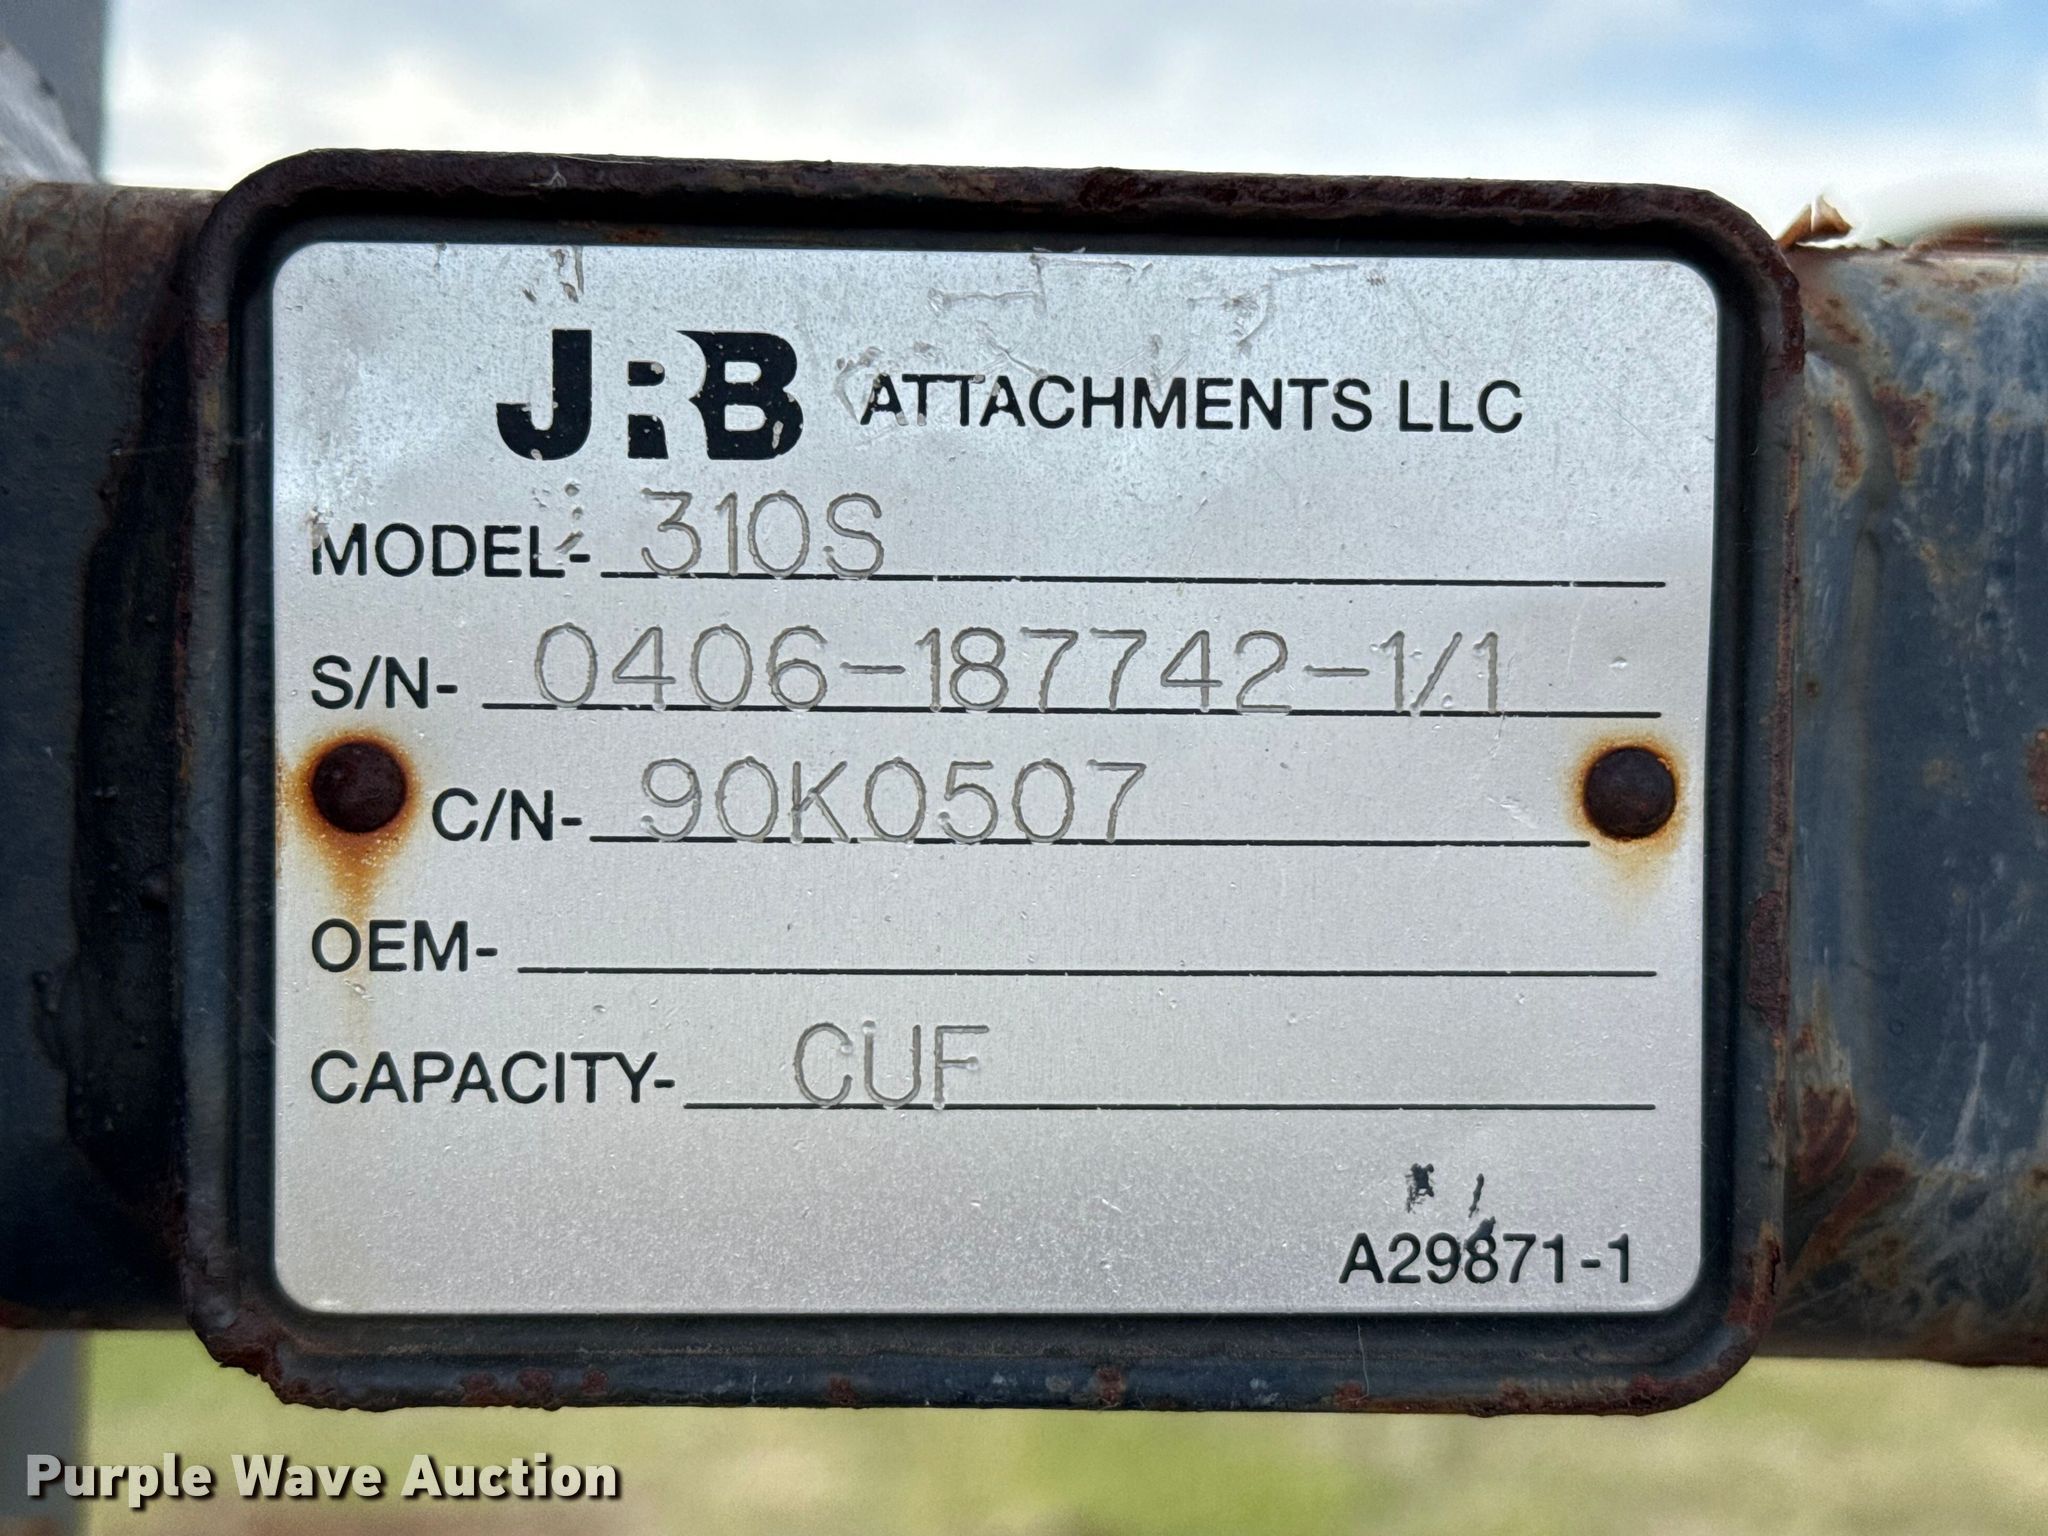 JRB ATTACHMENTS LLC
MODEL- 310S
S/N- 0406-187742-1/1
C/N- 90K0507
OEM-
CAPACITY- CUF
A29871-1
Purple Wave Auction